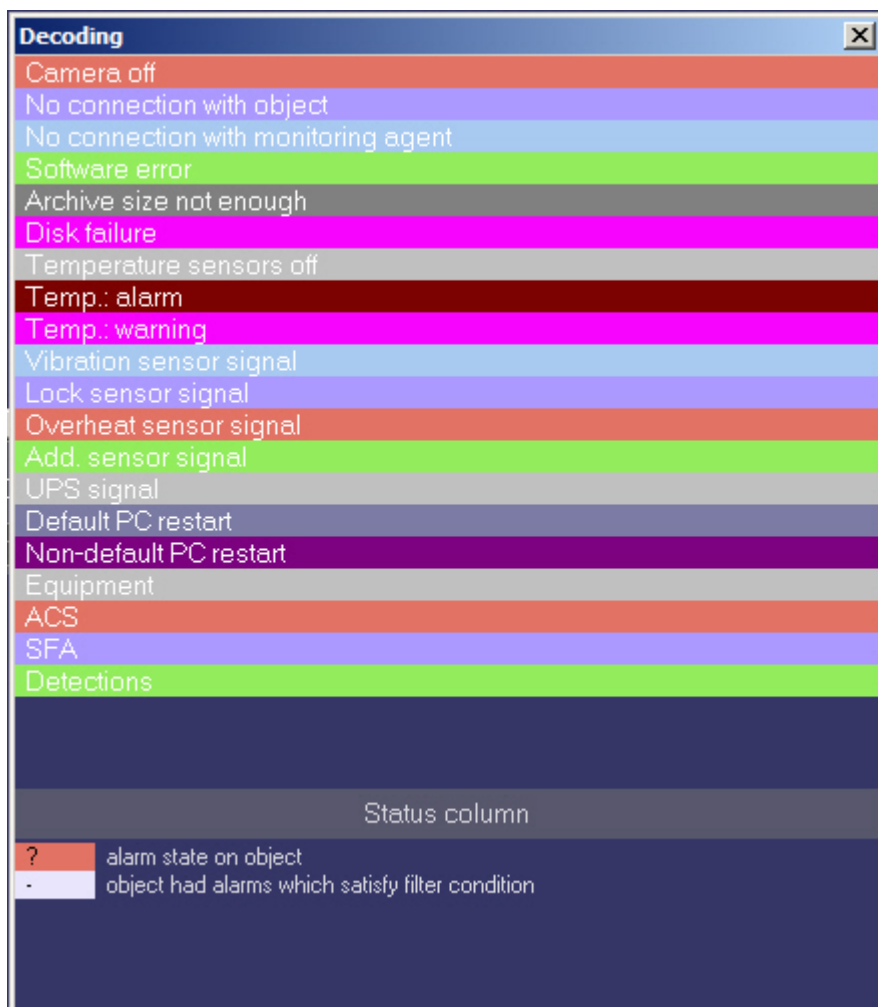 Decoding
Camera off
No connection with object
No connection with monitoring agent
Software error
Archive size not enough
Disk failure
Temperature sensors off
Temp.: alarm
Temp.: warning
Vibration sensor signal
Lock sensor signal
Overheat sensor signal
Add. sensor signal
UPS signal
Default PC restart
Non-default PC restart
Equipment
ACS
SFA
Detections
Status column
? alarm state on object
- object had alarms which satisfy filter condition